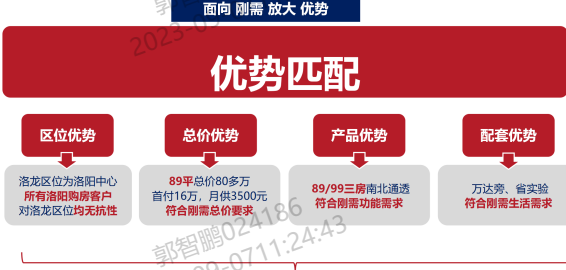 面向 刚需 放大 优势
优势匹配
区位优势
总价优势
产品优势
配套优势
洛龙区位为洛阳中心
所有洛阳购房客户
对洛龙区位均无抗性
89平总价80多万
首付16万，月供3500元
符合刚需总价要求
89/99三房南北通透
符合刚需功能需求
万达旁、省实验
符合刚需生活需求
郭智鹏024186
0711:24:43